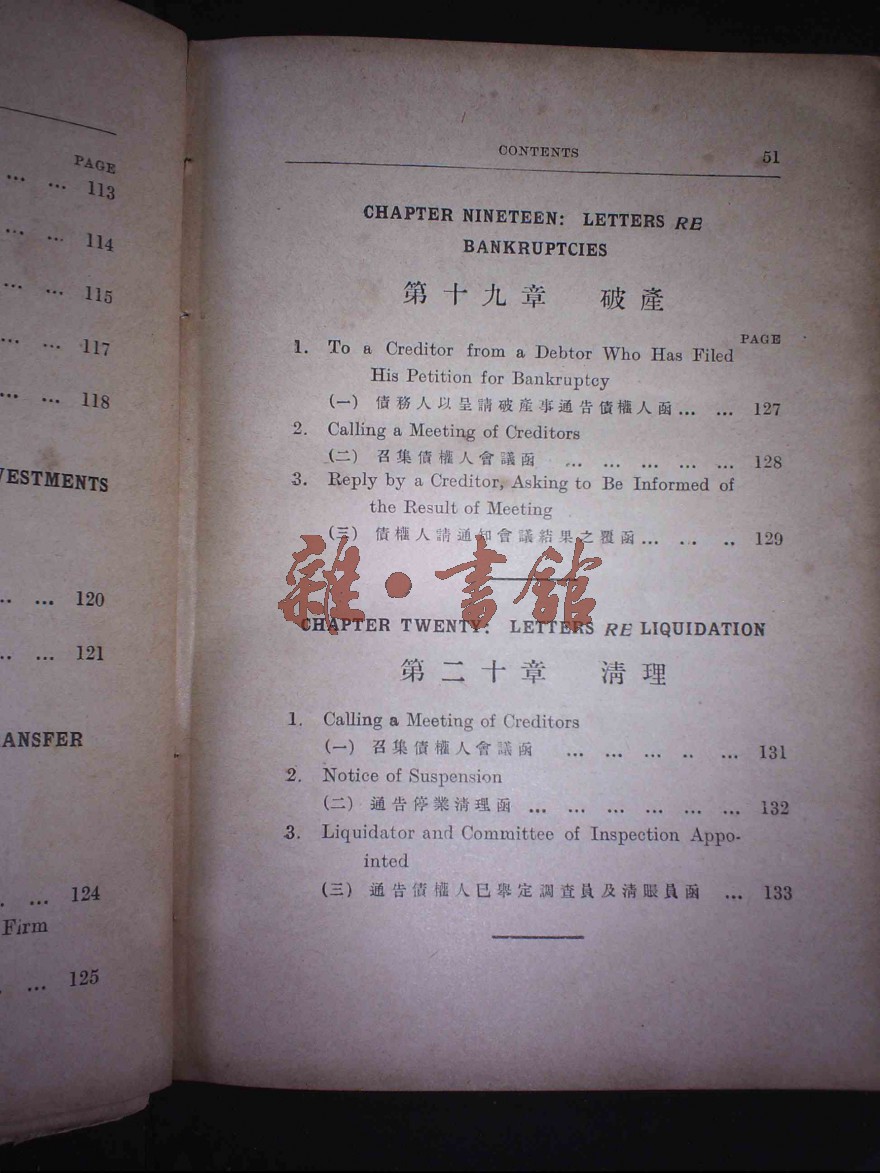 PAGE
... ... 113
... ... 114
... ... 115
... ... 117
... ... 118
VESTMENTS
.. ... 120
.. ... 121
ANSFER
. ... 124
Firm
. ... 125
CONTENTS 51
CHAPTER NINETEEN: LETTERS RE
BANKRUPTCIES
第十九章 破產
PAGE
1. To a Creditor from a Debtor Who Has Filed
His Petition for Bankruptcy
(一) 債務人以呈請破產事通告債權人函... ... 127
2. Calling a Meeting of Creditors
(二) 召集債權人會議函 ... ... ... ... ... 128
3. Reply by a Creditor, Asking to Be Informed of
the Result of Meeting
(三) 債權人請通知會議結果之覆函... ... .. 129
雜·書館
CHAPTER TWENTY: LETTERS RE LIQUIDATION
第二十章 清理
1. Calling a Meeting of Creditors
(一) 召集債權人會議函 ... ... ... .. ... 131
2. Notice of Suspension
(二) 通告停業清理函 ... ... ... ... ... ... 132
3. Liquidator and Committee of Inspection Appo-
inted
(三) 通告債權人已舉定調查員及清賬員函 ... 133